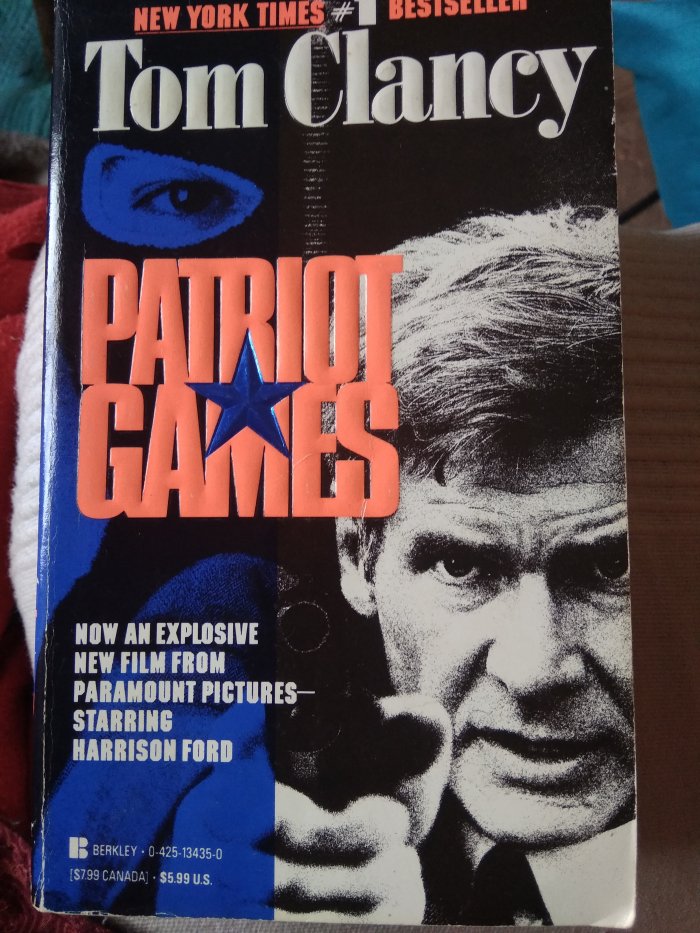 NEW YORK TIMES #1 BESTSELLER
Tom Clancy
PATRIOT
GAMES
NOW AN EXPLOSIVE
NEW FILM FROM
PARAMOUNT PICTURES—
STARRING
HARRISON FORD
B BERKLEY • 0-425-13435-0
[$7.99 CANADA] • $5.99 U.S.